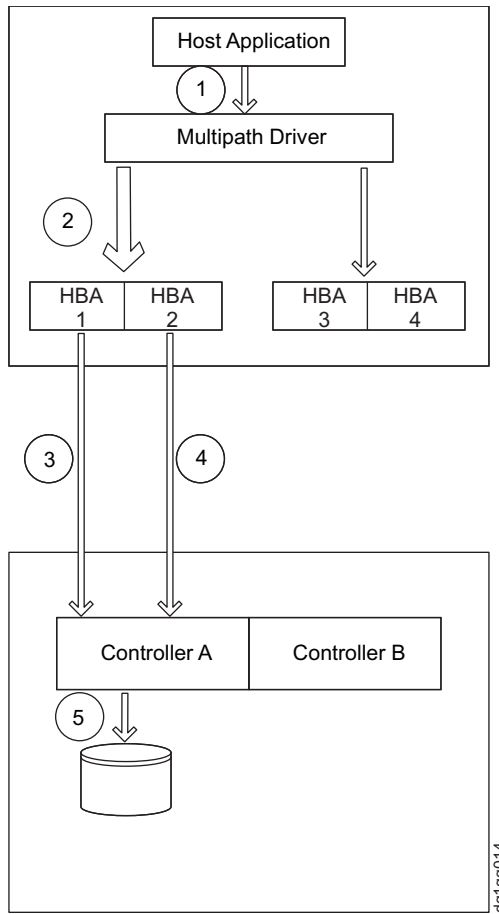 Host Application
1
Multipath Driver
2
HBA
1
HBA
2
HBA
3
HBA
4
3
4
Controller A
Controller B
5
ds1gg014